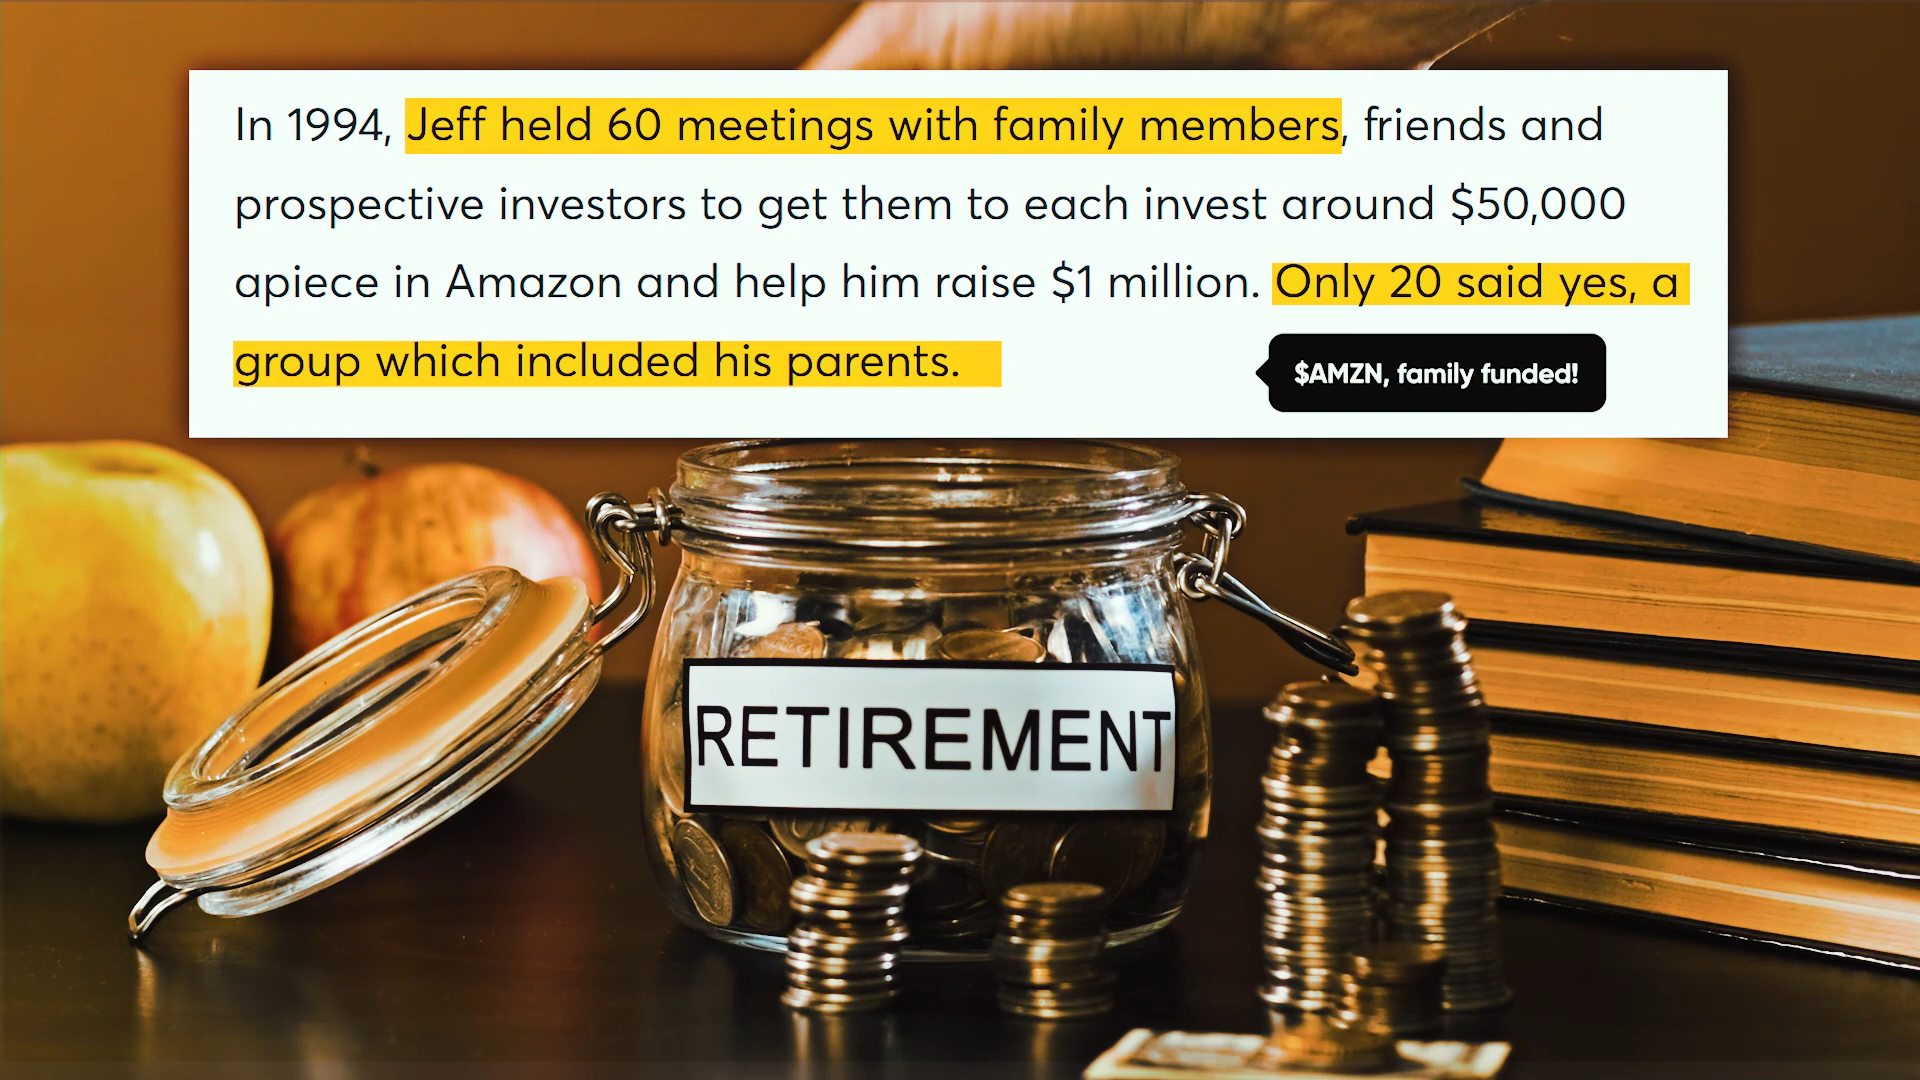 In 1994, Jeff held 60 meetings with family members, friends and
prospective investors to get them to each invest around $50,000
apiece in Amazon and help him raise $1 million. Only 20 said yes, a
group which included his parents.
$AMZN, family funded!
RETIREMENT